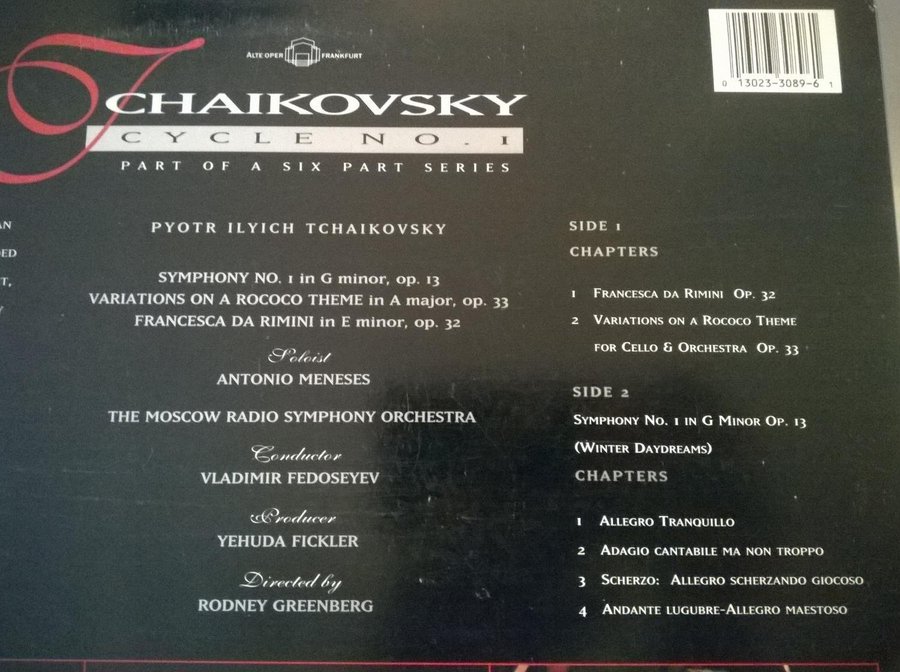 ALTE OPER FRANKFURT
0 13023-3089-6 1
TCHAIKOVSKY
CYCLE NO. 1
PART OF A SIX PART SERIES
AN
ED
T,
Y
PYOTR ILYICH TCHAIKOVSKY
SYMPHONY NO. 1 in G minor, op. 13
VARIATIONS ON A ROCOCO THEME in A major, op. 33
FRANCESCA DA RIMINI in E minor, op. 32
Soloist
ANTONIO MENESES
THE MOSCOW RADIO SYMPHONY ORCHESTRA
Conductor
VLADIMIR FEDOSEYEV
Producer
YEHUDA FICKLER
Directed by
RODNEY GREENBERG
SIDE 1
CHAPTERS
1 FRANCESCA DA RIMINI OP. 32
2 VARIATIONS ON A ROCOCO THEME
FOR CELLO & ORCHESTRA OP. 33
SIDE 2
SYMPHONY NO. 1 IN G MINOR OP. 13
(WINTER DAYDREAMS)
CHAPTERS
1 ALLEGRO TRANQUILLO
2 ADAGIO CANTABILE MA NON TROPPO
3 SCHERZO: ALLEGRO SCHERZANDO GIOCOSO
4 ANDANTE LUGUBRE-ALLEGRO MAESTOSO